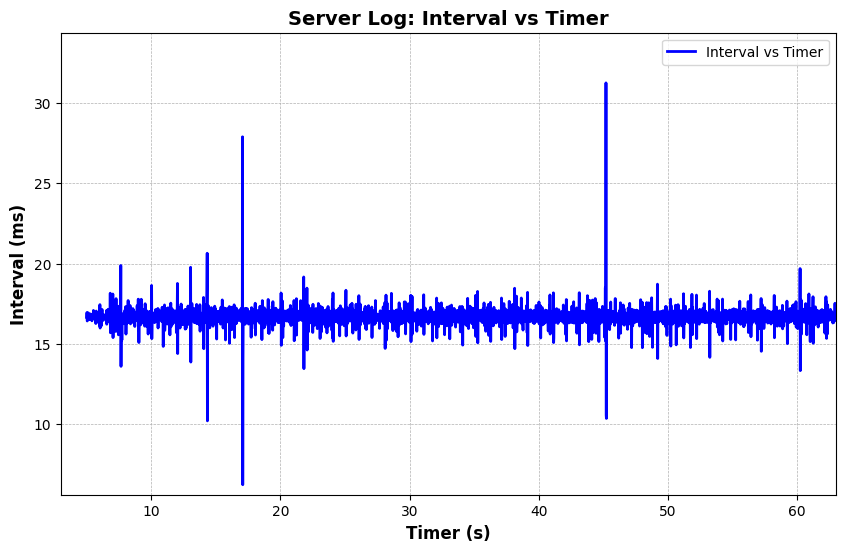 Server Log: Interval vs Timer
Interval vs Timer
Interval (ms)
30
25
20
15
10
10 20 30 40 50 60
Timer (s)